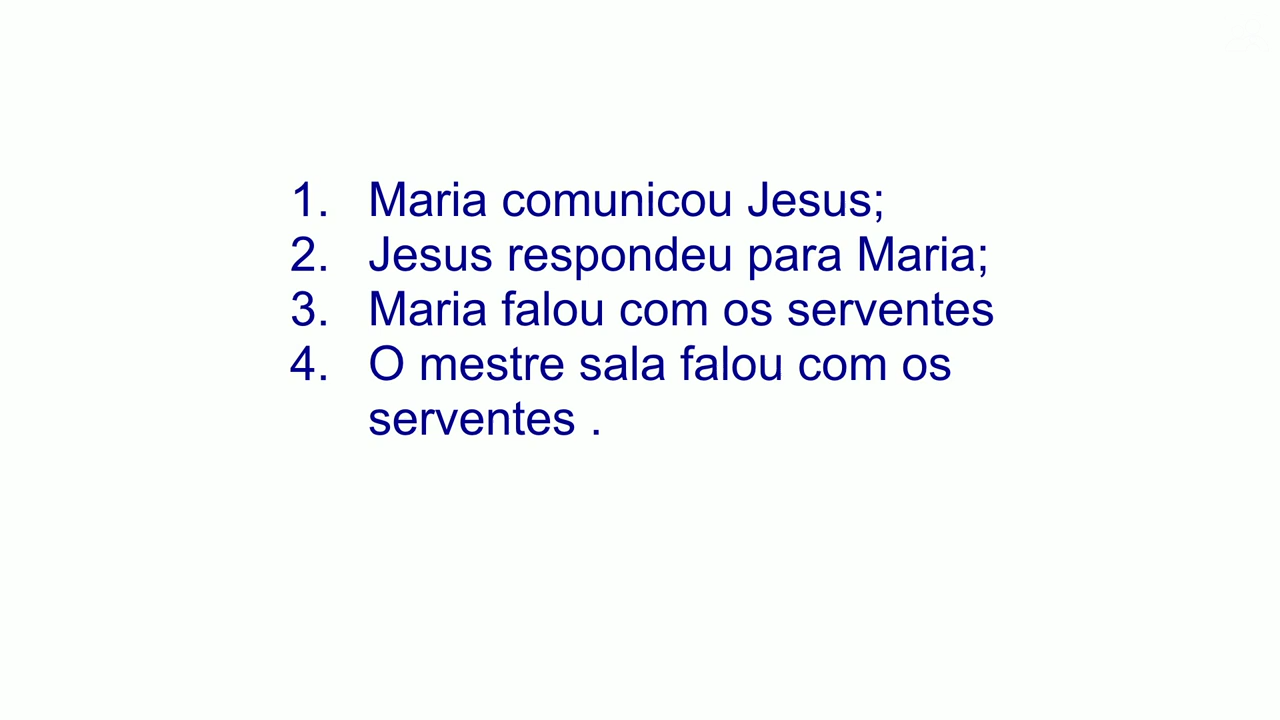 1. Maria comunicou Jesus;
2. Jesus respondeu para Maria;
3. Maria falou com os serventes
4. O mestre sala falou com os
serventes .